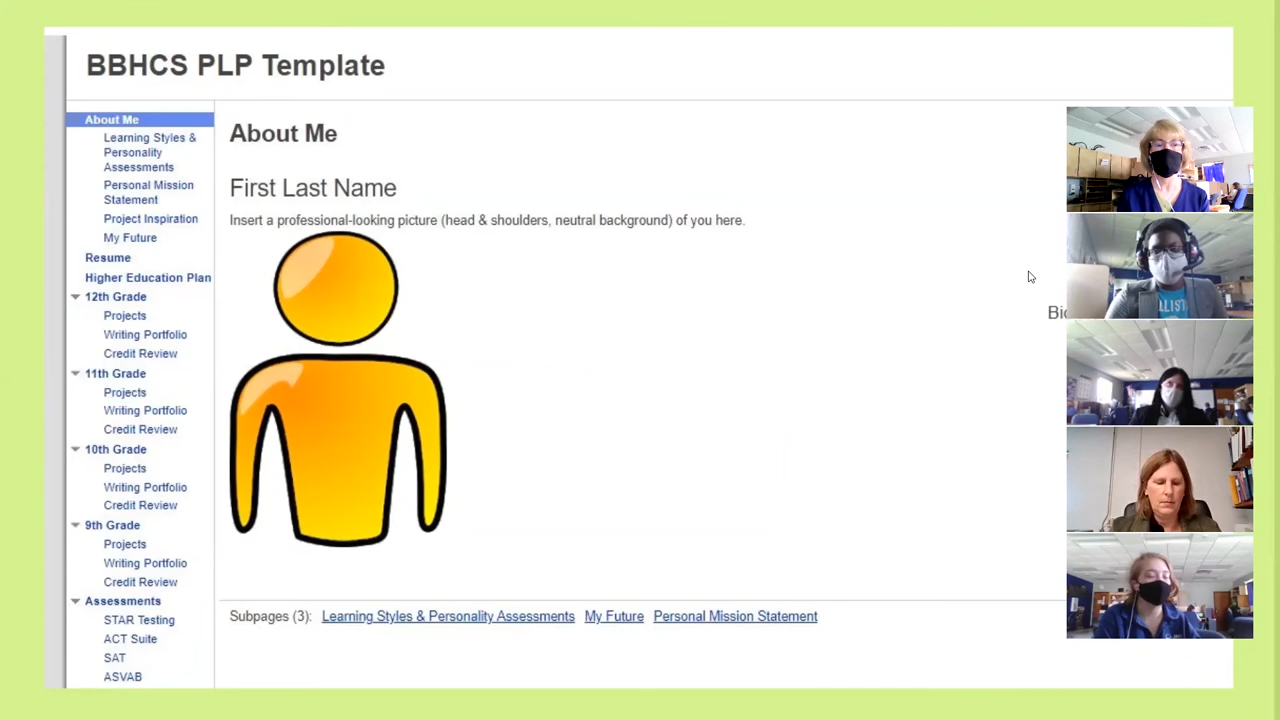 BBHCS PLP Template
About Me
Learning Styles &
Personality
Assessments
Personal Mission
Statement
Project Inspiration
My Future
Resume
Higher Education Plan
12th Grade
Projects
Writing Portfolio
Credit Review
11th Grade
Projects
Writing Portfolio
Credit Review
10th Grade
Projects
Writing Portfolio
Credit Review
9th Grade
Projects
Writing Portfolio
Credit Review
Assessments
STAR Testing
ACT Suite
SAT
ASVAB
About Me
First Last Name
Insert a professional-looking picture (head & shoulders, neutral background) of you here.
Subpages (3): Learning Styles & Personality Assessments My Future Personal Mission Statement